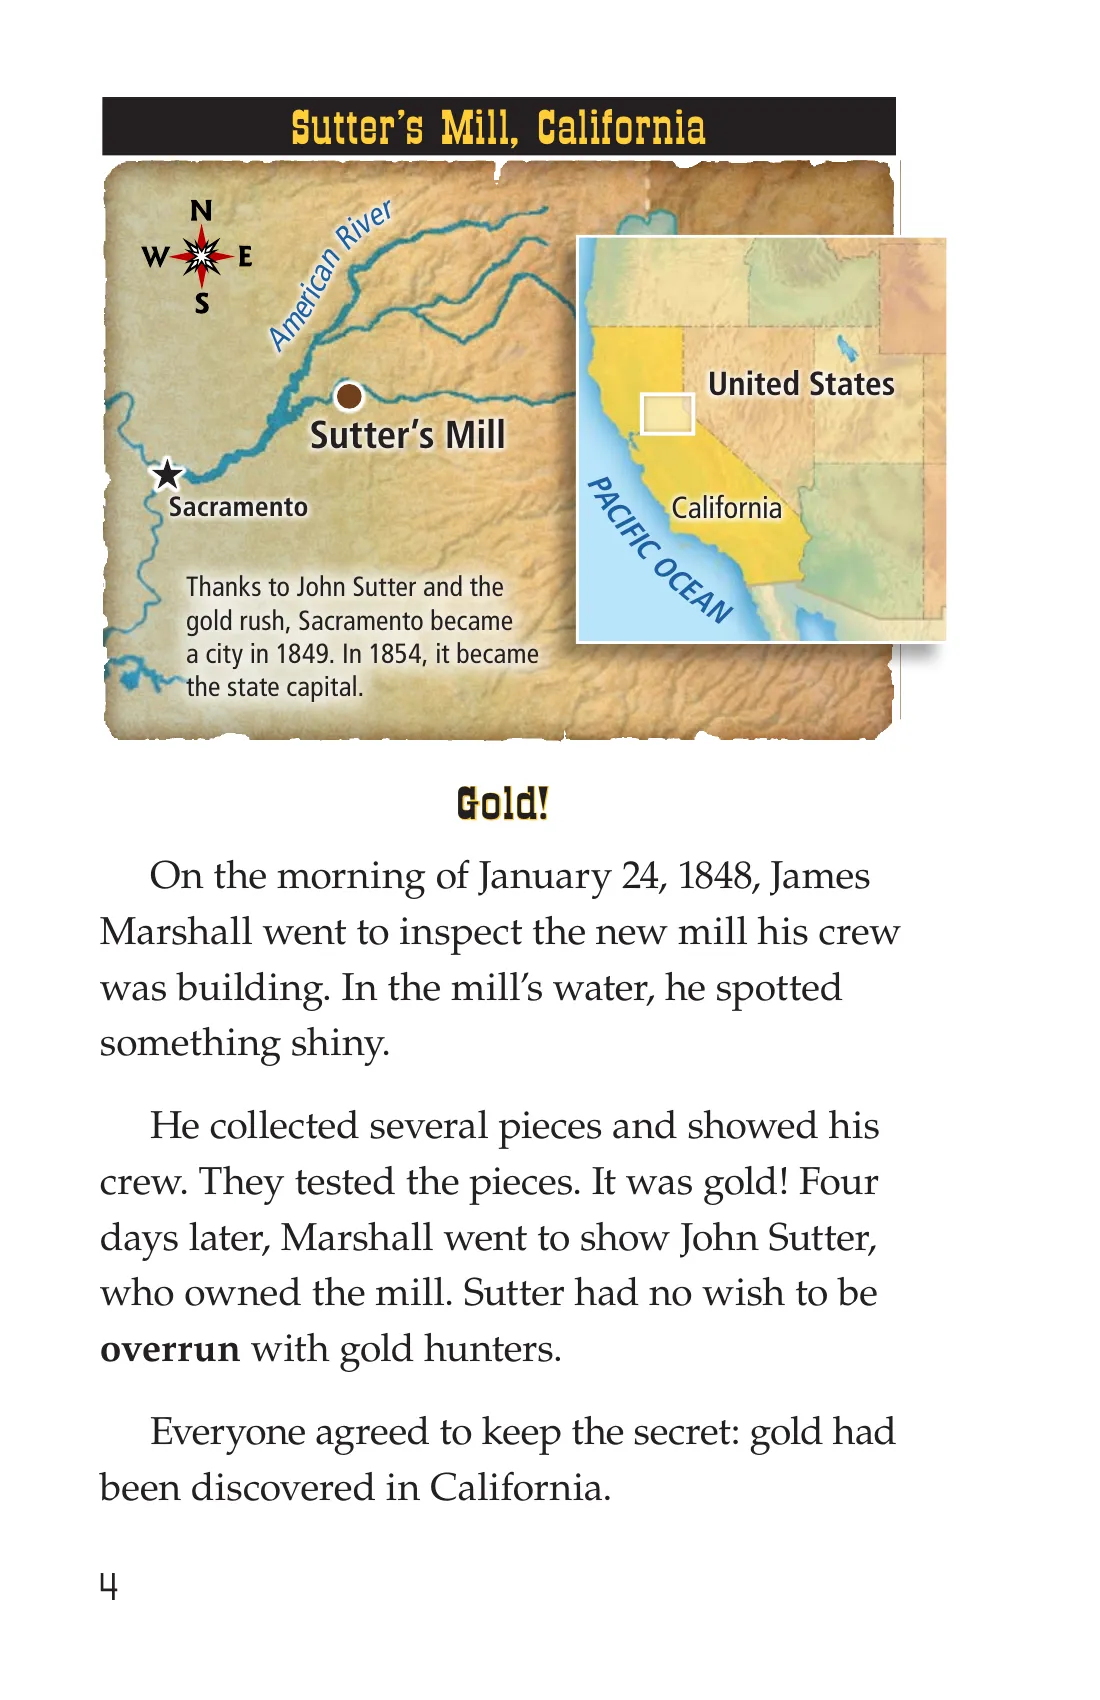 Sutter's Mill, California
N
W E
S
American River
Sutter's Mill
Sacramento
Thanks to John Sutter and the
gold rush, Sacramento became
a city in 1849. In 1854, it became
the state capital.
United States
California
PACIFIC OCEAN
Gold!
On the morning of January 24, 1848, James
Marshall went to inspect the new mill his crew
was building. In the mill's water, he spotted
something shiny.
He collected several pieces and showed his
crew. They tested the pieces. It was gold! Four
days later, Marshall went to show John Sutter,
who owned the mill. Sutter had no wish to be
overrun with gold hunters.
Everyone agreed to keep the secret: gold had
been discovered in California.
4